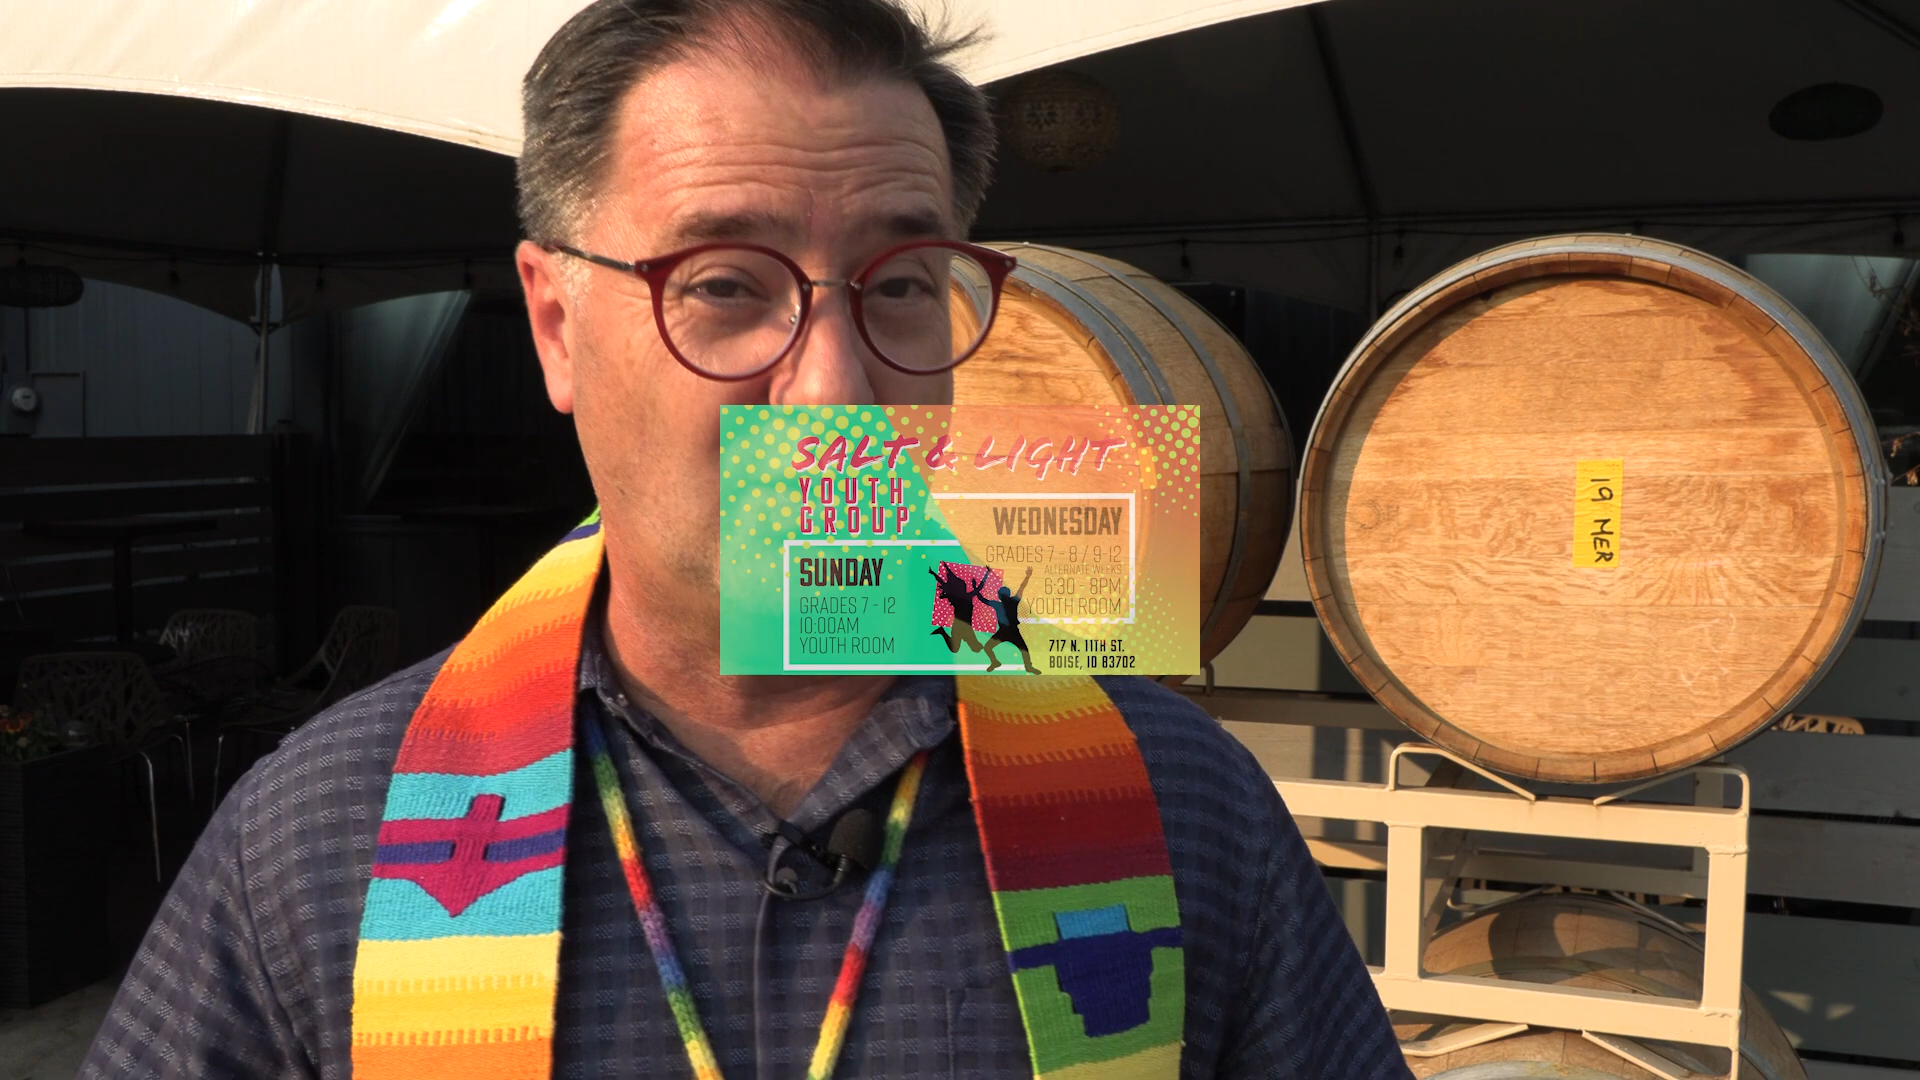 SALT & LIGHT
YOUTH
GROUP
SUNDAY
GRADES 7 - 12
10:00AM
YOUTH ROOM
WEDNESDAY
GRADES 7 - 8 / 9-12
ALTERNATE WEEKS
6:30 - 8PM
YOUTH ROOM
717 N. 11TH ST.
BOISE, ID 83702
19 MER